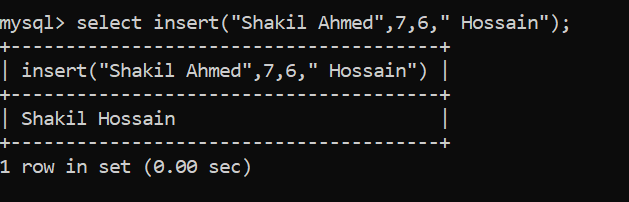 mysql> select insert("Shakil Ahmed",7,6," Hossain");
+--------------------------------------+
| insert("Shakil Ahmed",7,6," Hossain") |
+--------------------------------------+
| Shakil Hossain                       |
+--------------------------------------+
1 row in set (0.00 sec)